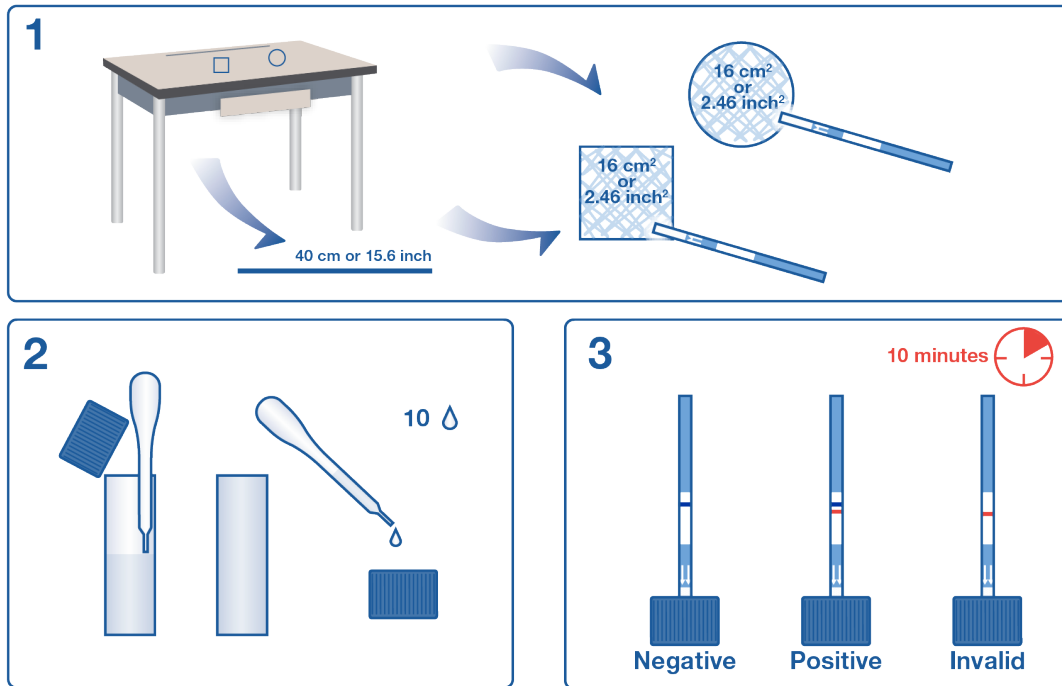 1
16 cm²
or
2.46 inch²
16 cm²
or
2.46 inch²
40 cm or 15.6 inch
2
10
3
10 minutes
Negative
Positive
Invalid